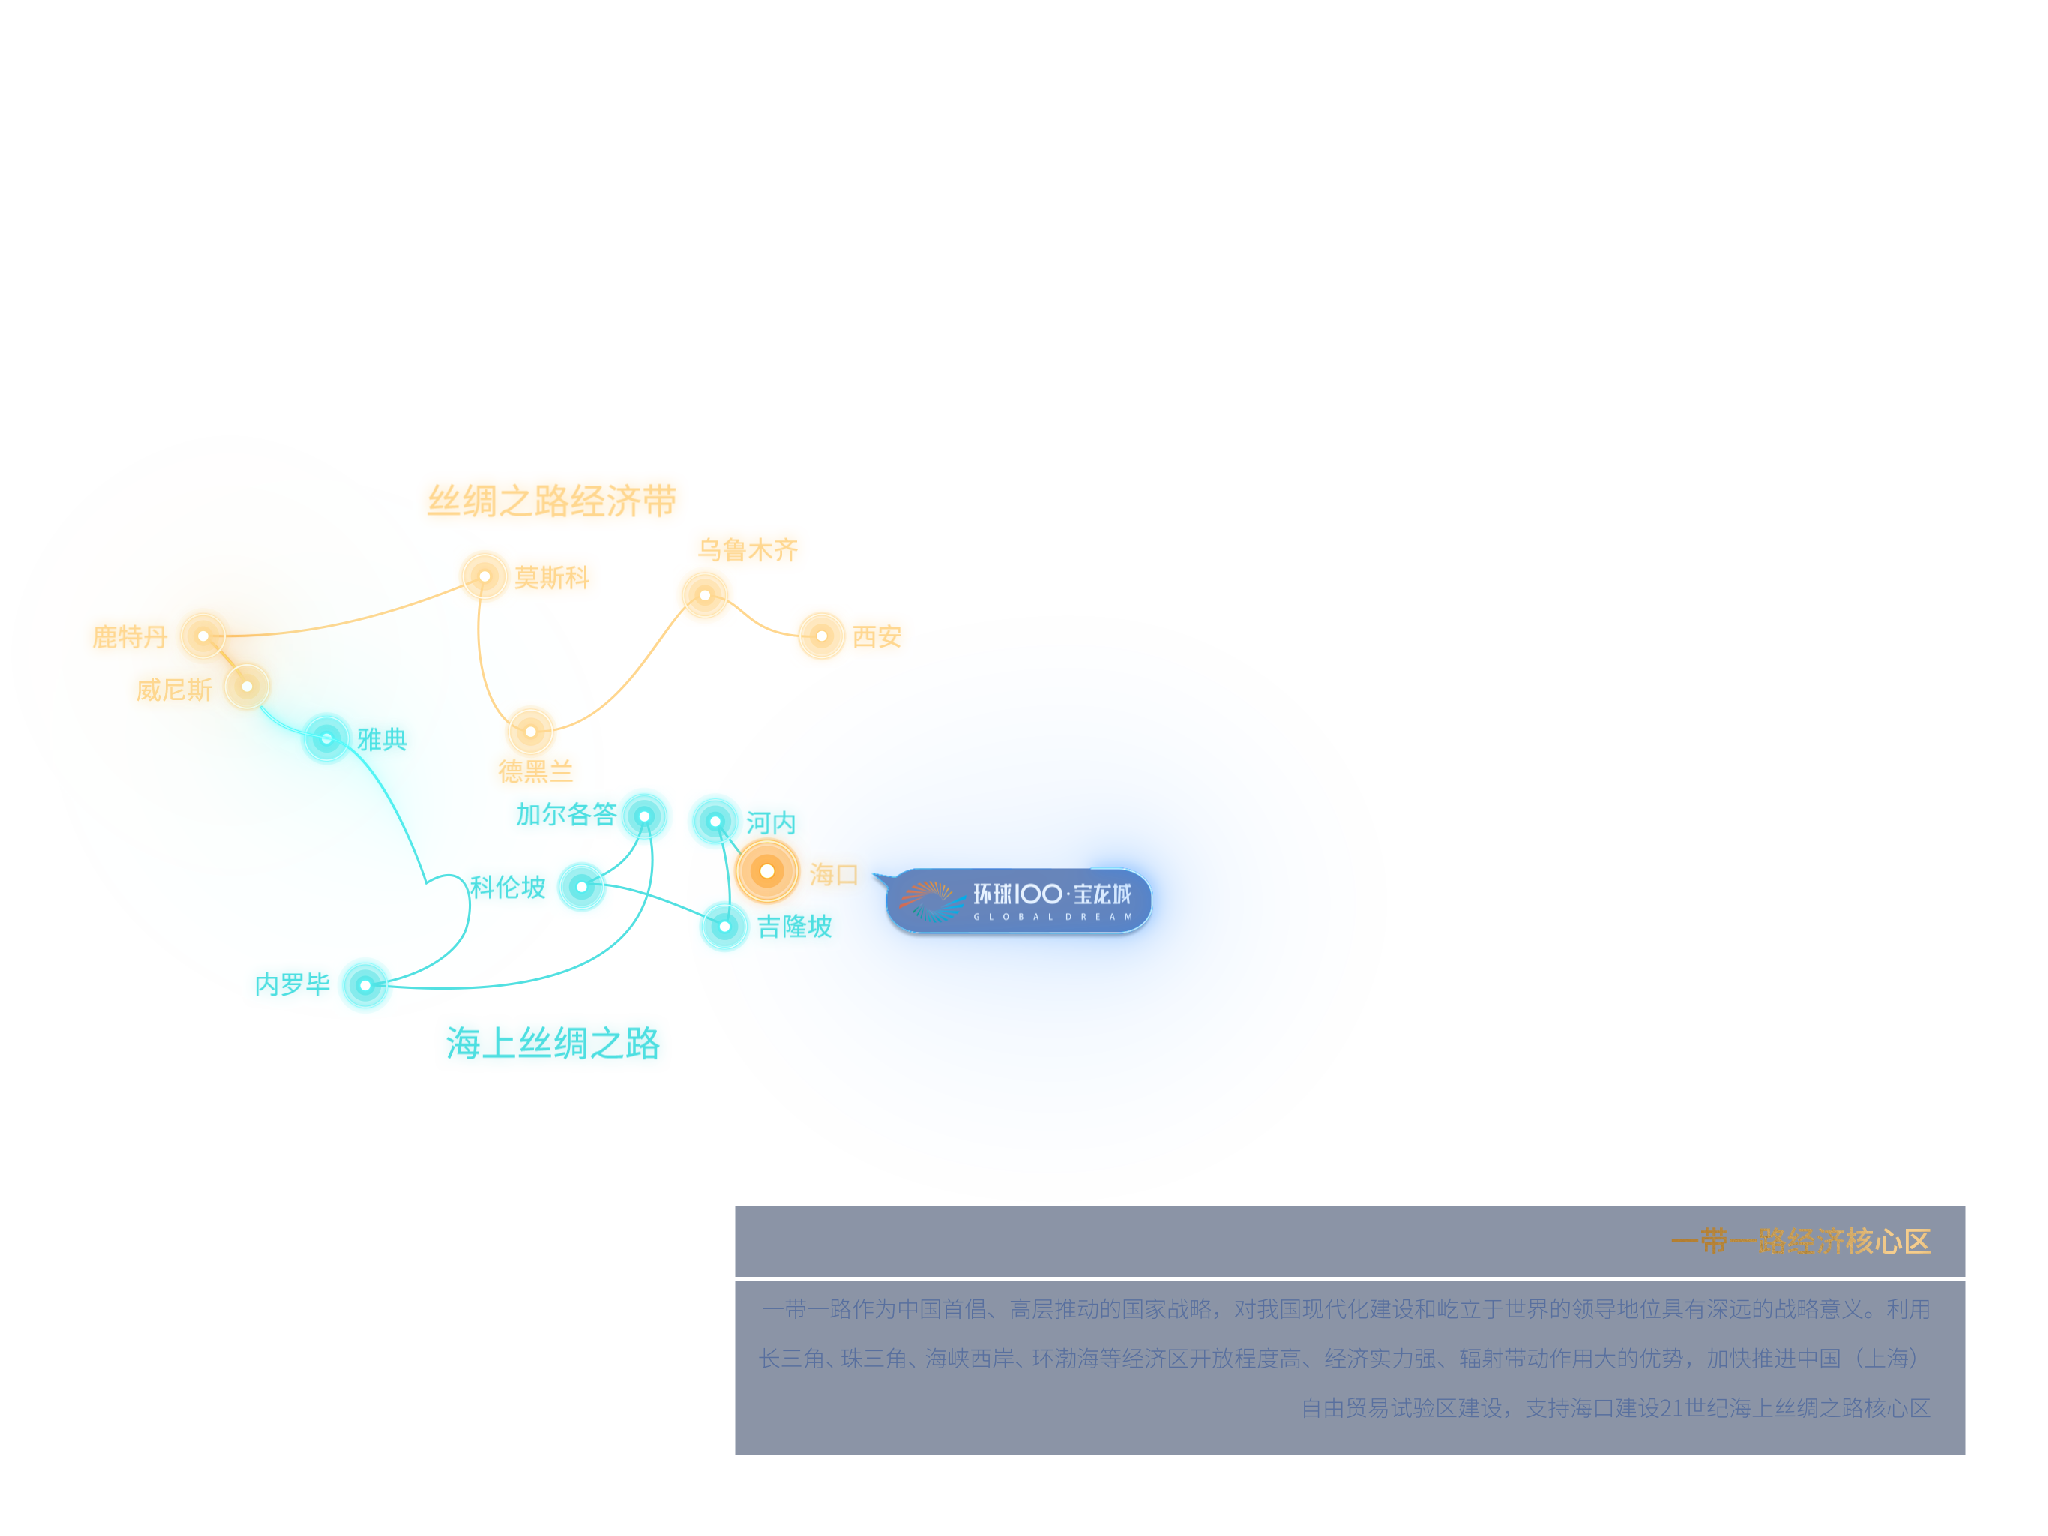 丝绸之路经济带
乌鲁木齐
莫斯科
鹿特丹
西安
威尼斯
雅典
德黑兰
加尔各答
河内
海口
科伦坡
环球100·宝龙城
GLOBAL DREAM
吉隆坡
内罗毕
海上丝绸之路
一带一路经济核心区
一带一路作为中国首倡、高层推动的国家战略，对我国现代化建设和屹立于世界的领导地位具有深远的战略意义。利用
长三角、珠三角、海峡西岸、环渤海等经济区开放程度高、经济实力强、辐射带动作用大的优势，加快推进中国（上海）
自由贸易试验区建设，支持海口建设21世纪海上丝绸之路核心区